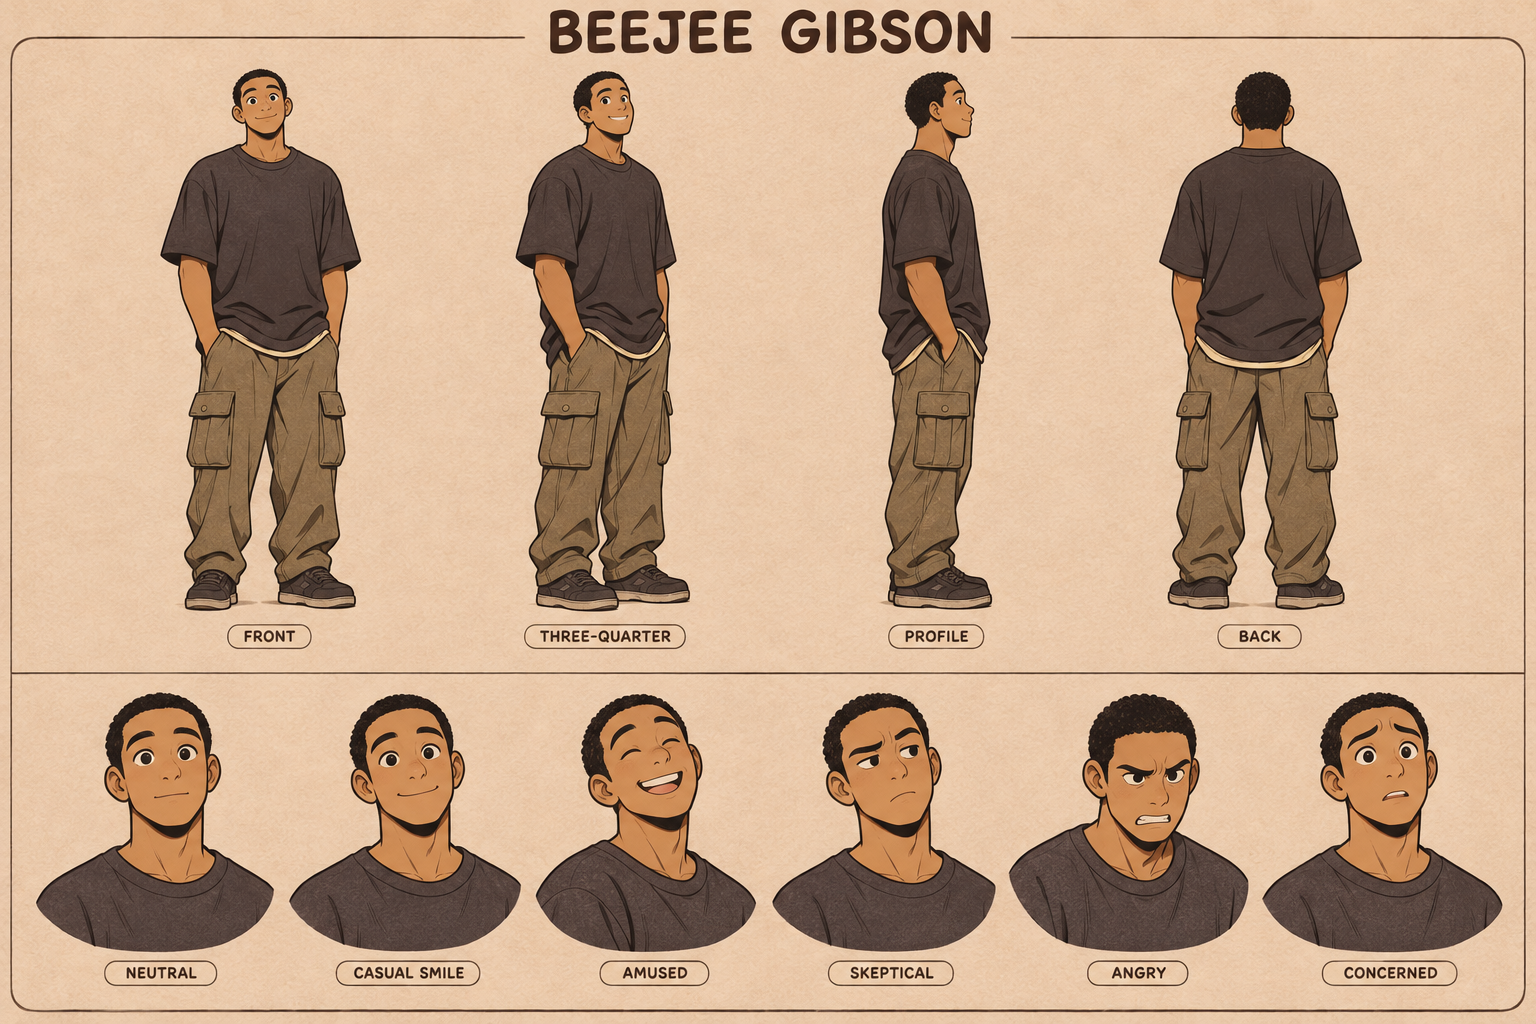 BEEJEE GIBSON
FRONT
THREE-QUARTER
PROFILE
BACK
NEUTRAL
CASUAL SMILE
AMUSED
SKEPTICAL
ANGRY
CONCERNED